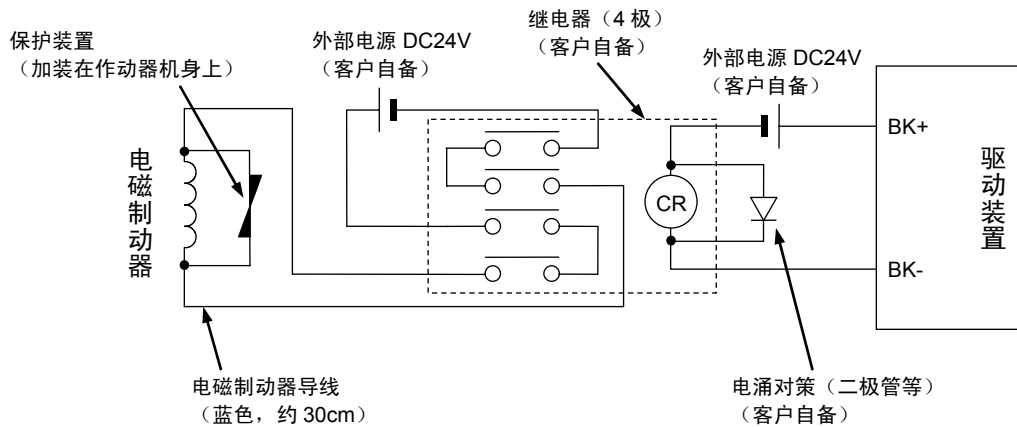 保护装置
（加装在作动器机身上）
外部电源 DC24V
（客户自备）
继电器（4 极）
（客户自备）
外部电源 DC24V
（客户自备）
电磁制动器
CR
BK+
BK-
驱动装置
电磁制动器导线
（蓝色，约 30cm）
电涌对策（二极管等）
（客户自备）